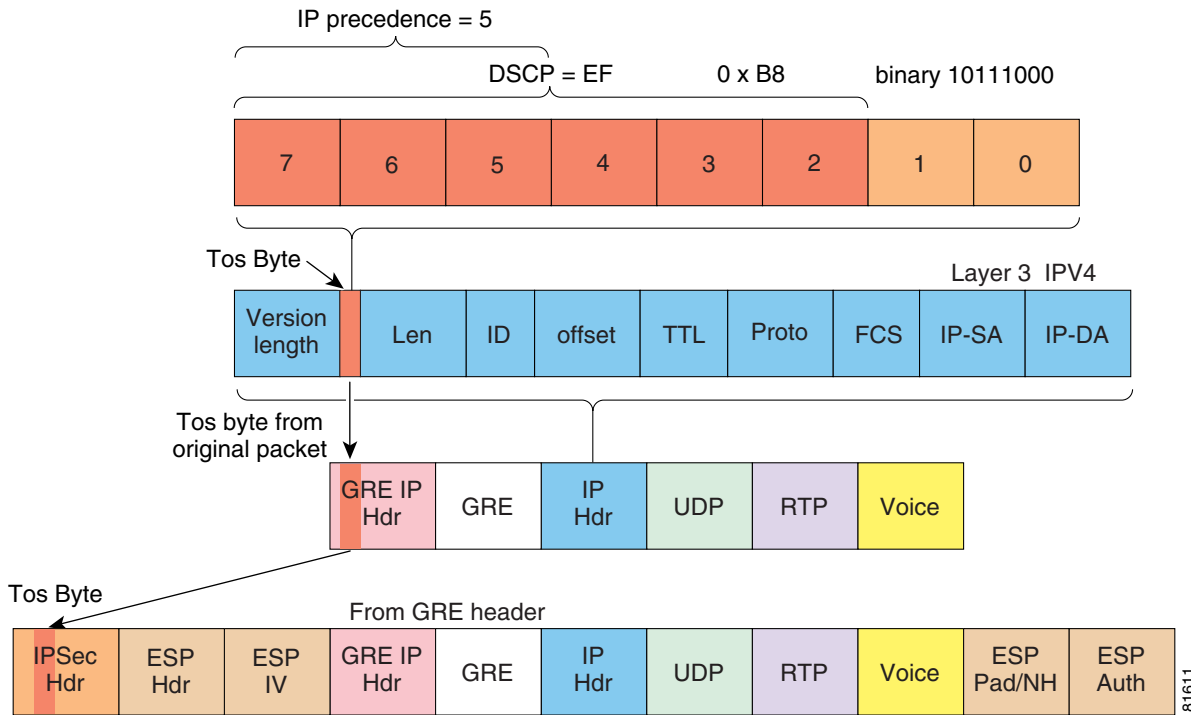 IP precedence = 5
DSCP = EF 0 x B8 binary 10111000
7 6 5 4 3 2 1 0
Tos Byte
Layer 3 IPV4
Version length Len ID offset TTL Proto FCS IP-SA IP-DA
Tos byte from
original packet
GRE IP Hdr GRE IP Hdr UDP RTP Voice
Tos Byte
From GRE header
IPSec Hdr ESP Hdr ESP IV GRE IP Hdr GRE IP Hdr UDP RTP Voice ESP Pad/NH ESP Auth
81611